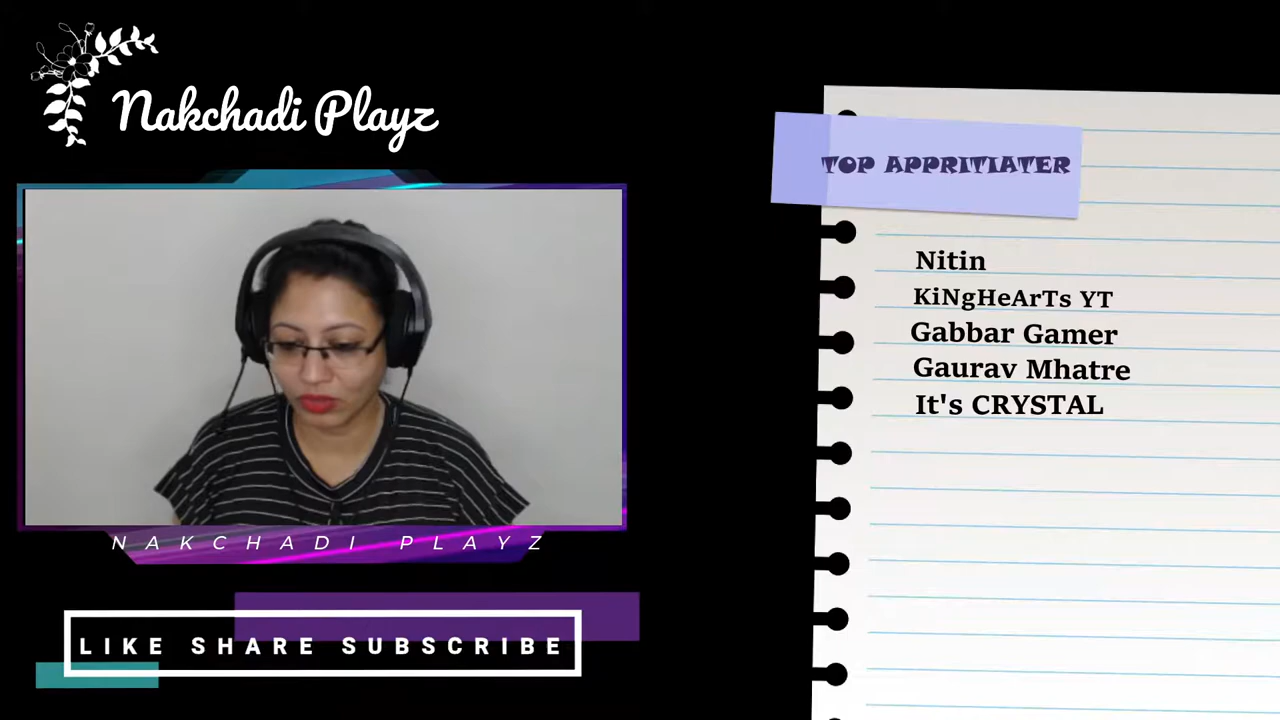 Nakchadi Playz
NAKCHADI PLAYZ
LIKE SHARE SUBSCRIBE
TOP APPRITIATER
Nitin
KiNgHeArTs YT
Gabbar Gamer
Gaurav Mhatre
It's CRYSTAL